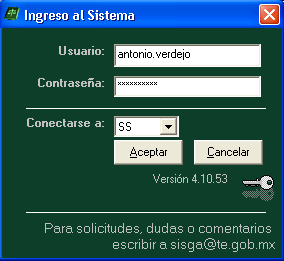 Ingreso al Sistema
Usuario: antonio.verdejo
Contraseña: **********
Conectarse a: SS
Aceptar Cancelar
Versión 4.10.53
Para solicitudes, dudas o comentarios
escribir a sisga@te.gob.mx